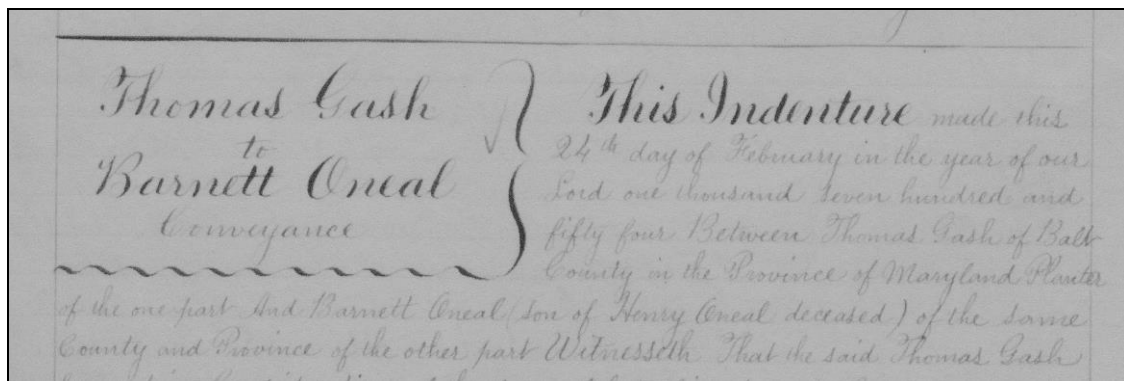 Thomas Gash
to
Barnett Oneal
Conveyance
This Indenture made this
24th day of February in the year of our
Lord one thousand seven hundred and
fifty four Between Thomas Gash of Balt
County in the Province of Maryland Planter
of the one part And Barnett Oneal (son of Henry Oneal deceased) of the same
County and Province of the other part Witnesseth That the said Thomas Gash